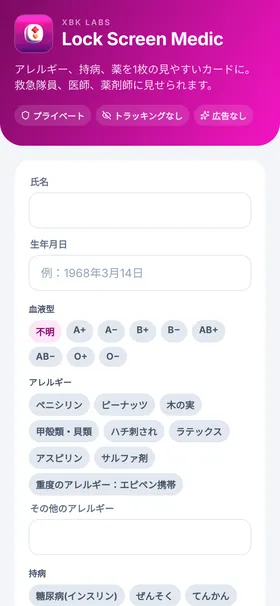 XBK LABS
Lock Screen Medic
アレルギー、持病、薬を1枚の見やすいカードに。
救急隊員、医師、薬剤師に見せられます。
プライベート
トラッキングなし
広告なし
氏名
生年月日
例：1968年3月14日
血液型
不明 A+ A− B+ B− AB+
AB− O+ O−
アレルギー
ペニシリン ピーナッツ 木の実
甲殻類・貝類 ハチ刺され ラテックス
アスピリン サルファ剤
重度のアレルギー：エピペン携帯
その他のアレルギー
持病
糖尿病(インスリン) ぜんそく てんかん